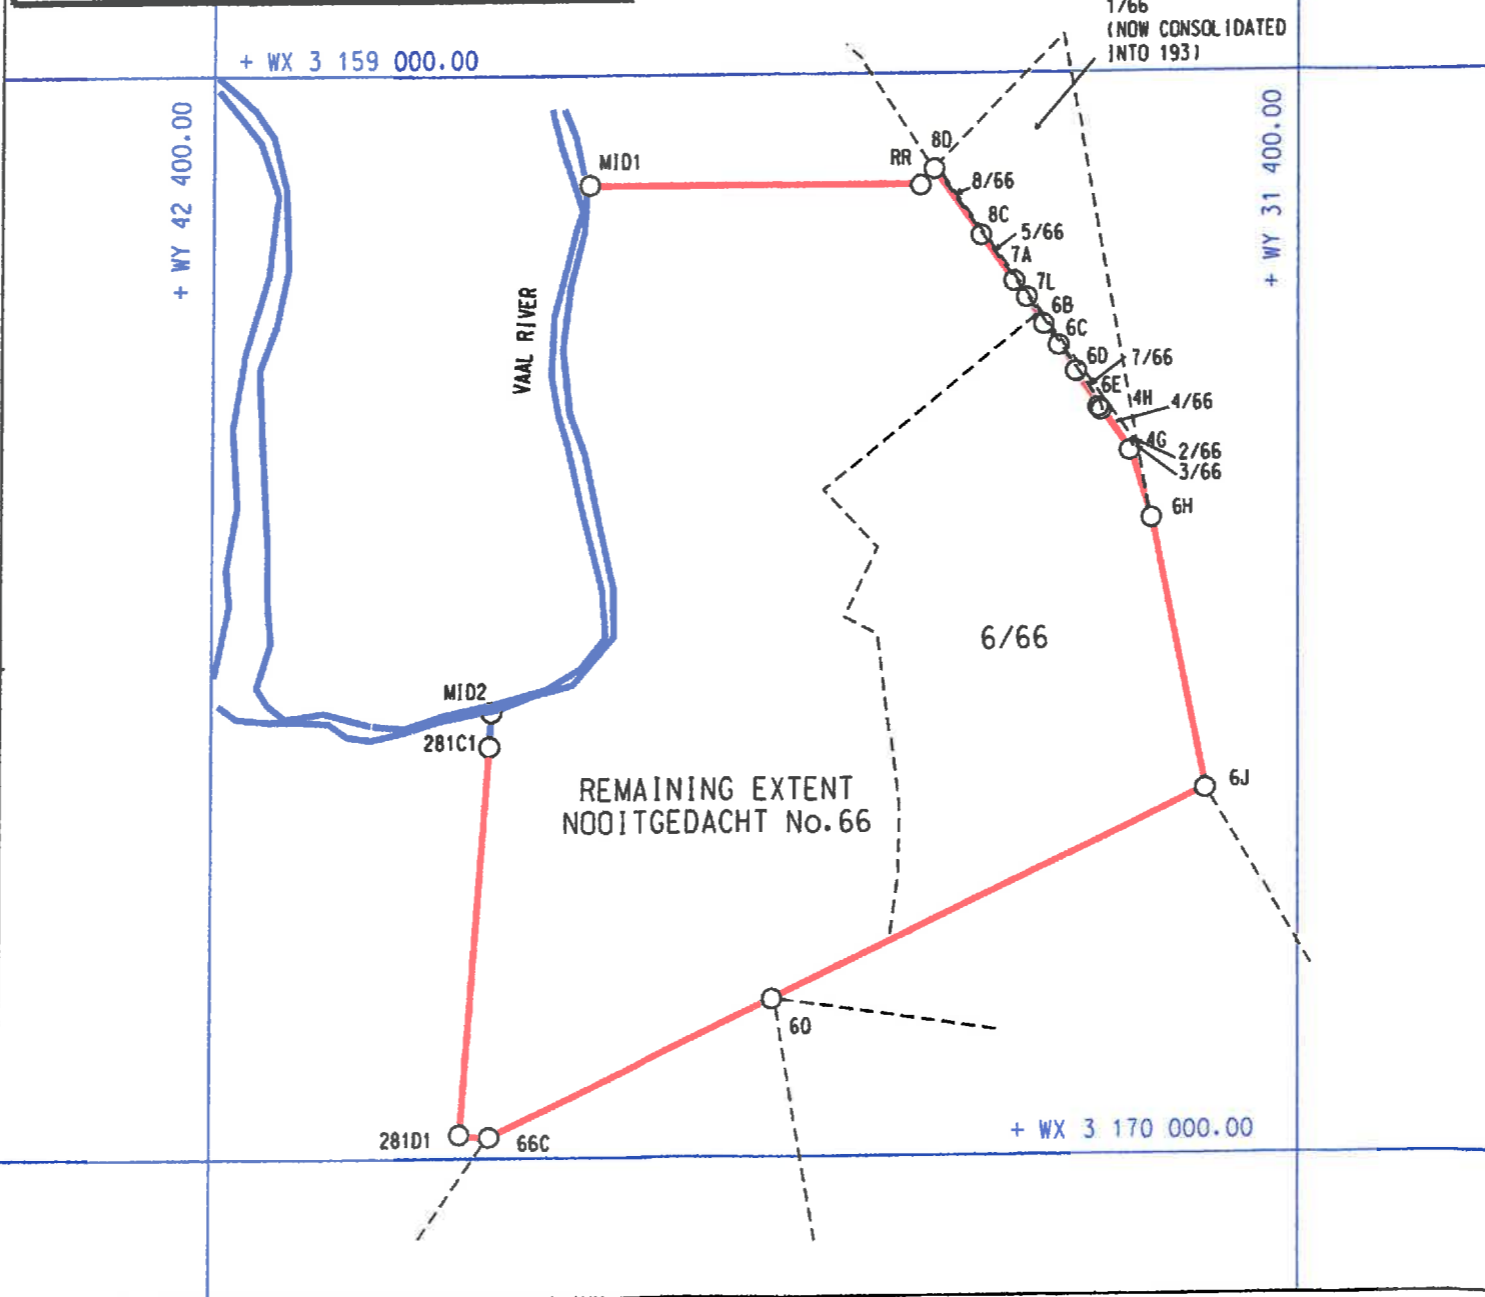 1/66
(NOW CONSOLIDATED
INTO 193)
+ WX 3 159 000.00
+ WY 42 400.00
+ WY 31 400.00
MID1
RR
8D
8/66
8C
5/66
7A
7L
6B
6C
6D
7/66
6E
4H
4/66
4G
2/66
3/66
6H
VAAL RIVER
6/66
MID2
281C1
6J
REMAINING EXTENT
NOOITGEDACHT No.66
60
281D1
66C
+ WX 3 170 000.00